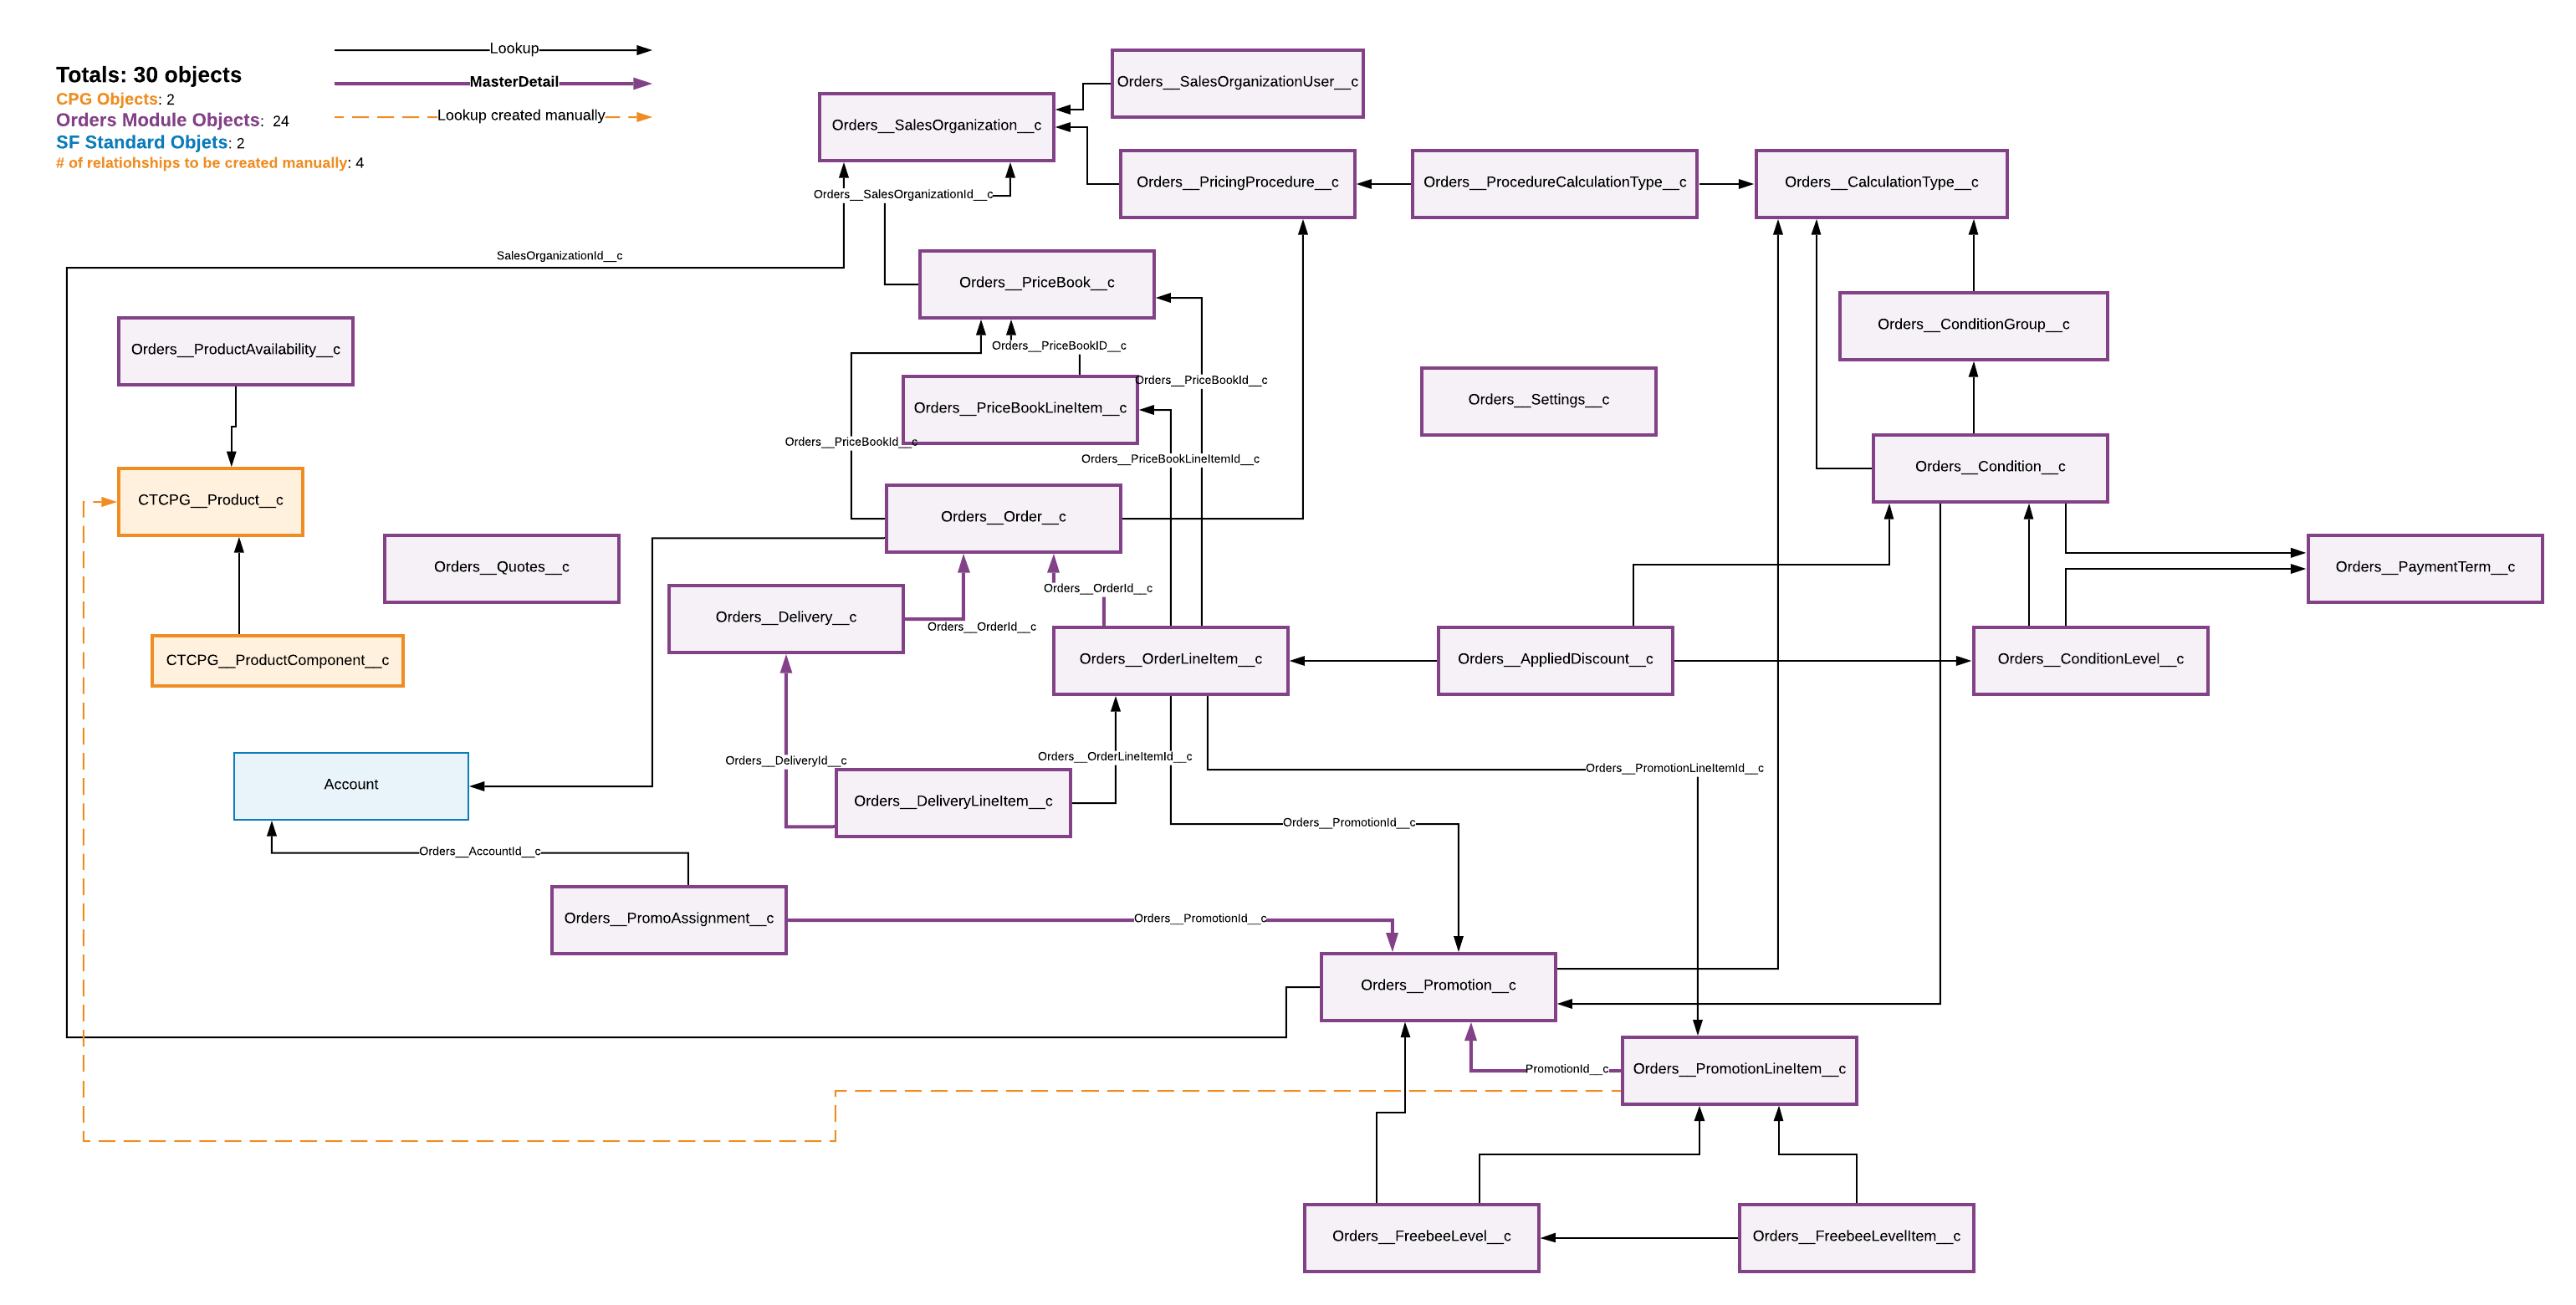 Lookup
MasterDetail
Lookup created manually
Totals: 30 objects
CPG Objects: 2
Orders Module Objects: 24
SF Standard Objets: 2
# of relatiohships to be created manually: 4
Orders__SalesOrganizationUser__c
Orders__SalesOrganization__c
Orders__PricingProcedure__c
Orders__ProcedureCalculationType__c
Orders__CalculationType__c
Orders__SalesOrganizationId__c
SalesOrganizationId__c
Orders__PriceBook__c
Orders__ConditionGroup__c
Orders__ProductAvailability__c
Orders__PriceBookID__c
Orders__PriceBookId__c
Orders__Settings__c
Orders__PriceBookLineItem__c
Orders__PriceBookId__c
Orders__PriceBookLineItemId__c
Orders__Condition__c
CTCPG__Product__c
Orders__Order__c
Orders__Quotes__c
Orders__PaymentTerm__c
Orders__OrderId__c
Orders__Delivery__c
Orders__OrderId__c
CTCPG__ProductComponent__c
Orders__OrderLineItem__c
Orders__AppliedDiscount__c
Orders__ConditionLevel__c
Orders__OrderLineItemId__c
Orders__DeliveryId__c
Orders__PromotionLineItemId__c
Account
Orders__DeliveryLineItem__c
Orders__PromotionId__c
Orders__AccountId__c
Orders__PromoAssignment__c
Orders__PromotionId__c
Orders__Promotion__c
PromotionId__c
Orders__PromotionLineItem__c
Orders__FreebeeLevel__c
Orders__FreebeeLevelItem__c